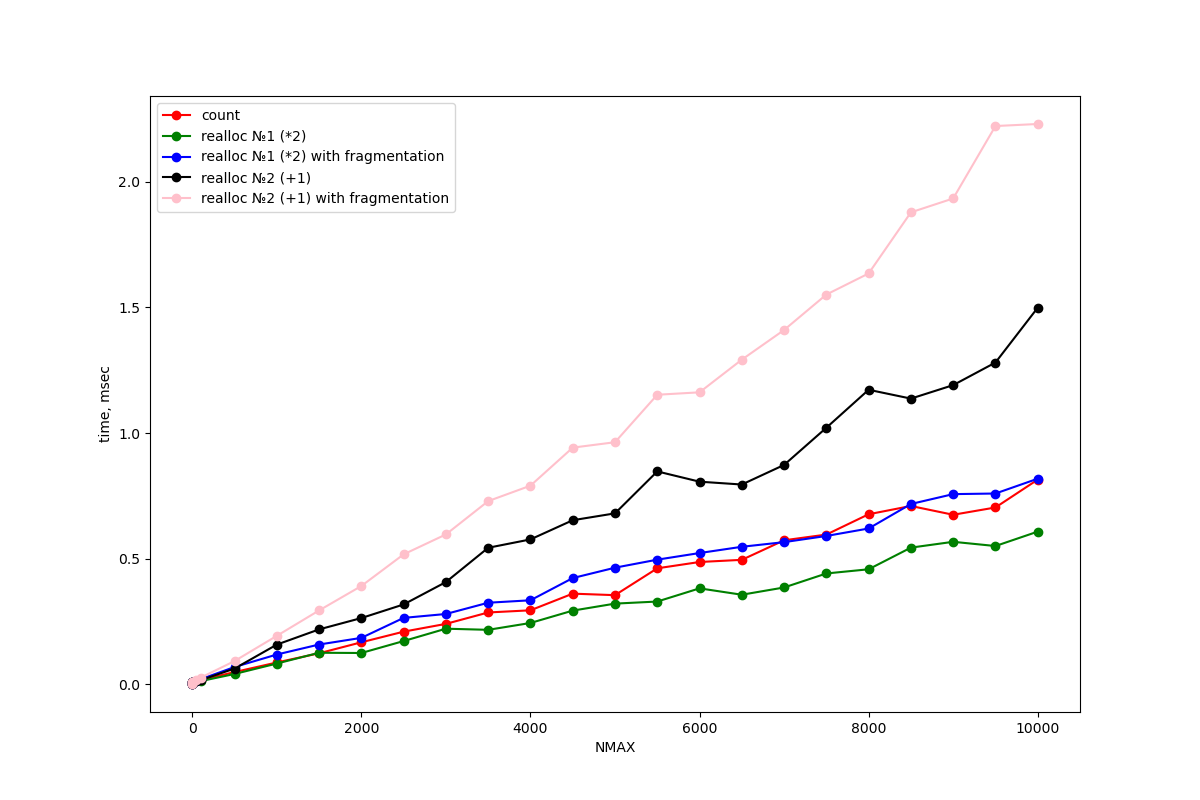 count
realloc №1 (*2)
realloc №1 (*2) with fragmentation
realloc №2 (+1)
realloc №2 (+1) with fragmentation
2.0
1.5
1.0
0.5
0.0
time, msec
0 2000 4000 6000 8000 10000
NMAX